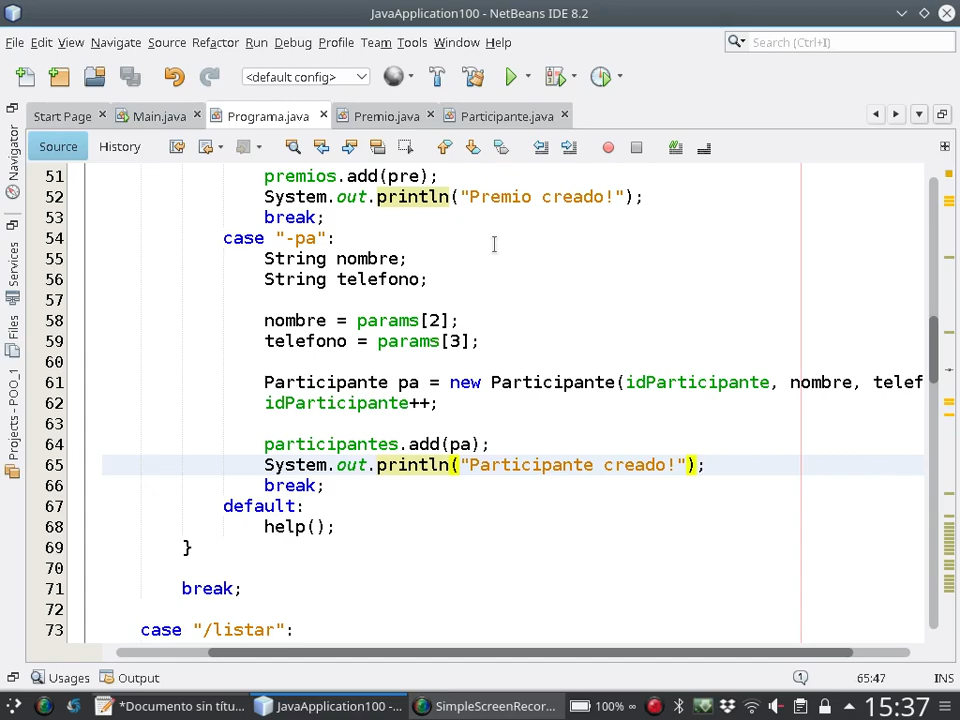 JavaApplication100 - NetBeans IDE 8.2
File Edit View Navigate Source Refactor Run Debug Profile Team Tools Window Help
Search (Ctrl+I)
<default config>
Start Page Main.java Programa.java Premio.java Participante.java
Source History
Navigator
Services
Files
Projects - POO_1
51 premios.add(pre);
52 System.out.println("Premio creado!");
53 break;
54 case "-pa":
55 String nombre;
56 String telefono;
57
58 nombre = params[2];
59 telefono = params[3];
60
61 Participante pa = new Participante(idParticipante, nombre, telef
62 idParticipante++;
63
64 participantes.add(pa);
65 System.out.println("Participante creado!");
66 break;
67 default:
68 help();
69 }
70
71 break;
72
73 case "/listar":
Usages Output
1
65:47 INS
*Documento sin títu... JavaApplication100 -... SimpleScreenRecor... 100% ∞ 15:37